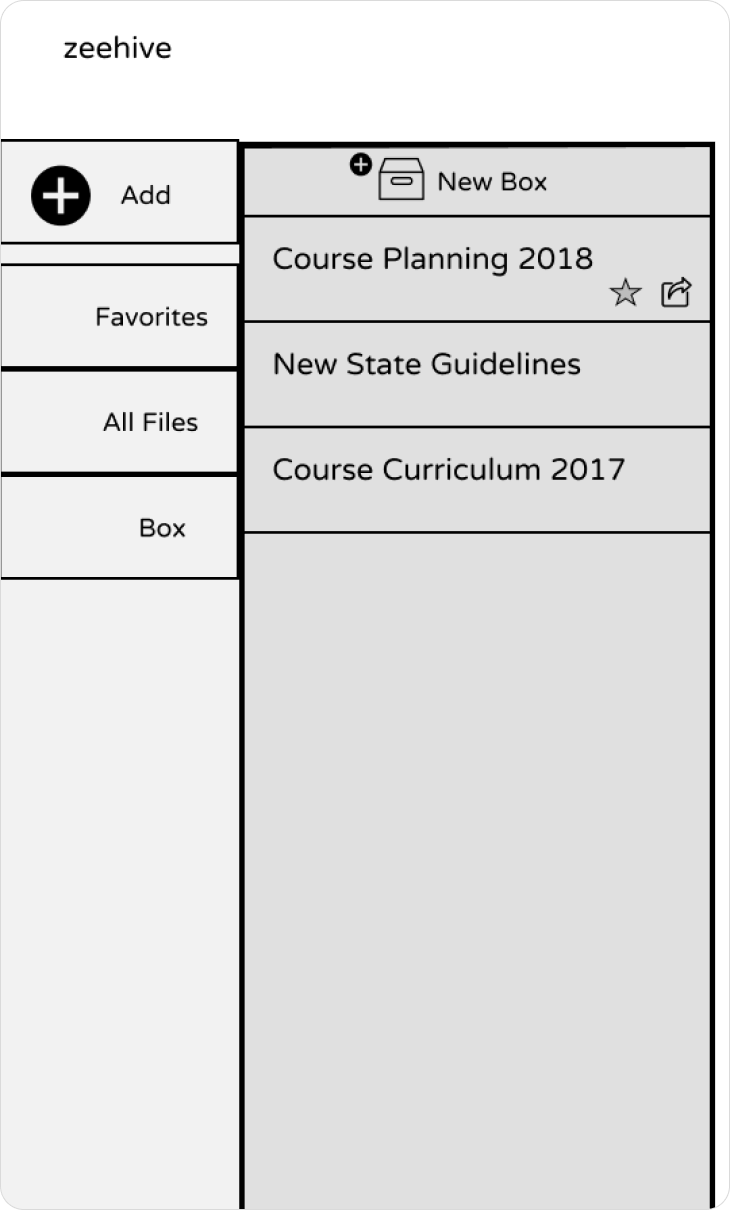 zeehive
Add
Favorites
All Files
Box
New Box
Course Planning 2018
New State Guidelines
Course Curriculum 2017